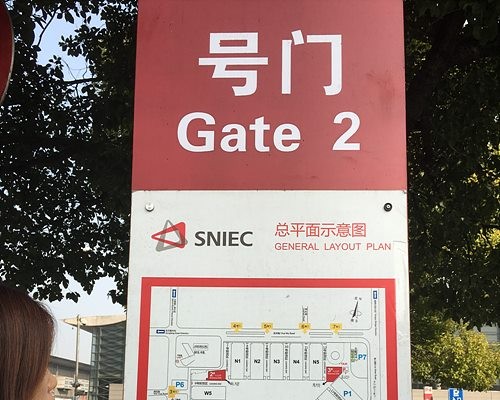 号门
Gate 2
SNIEC
总平面示意图
GENERAL LAYOUT PLAN
N1 N2 N3 N4 N5
P7
P6
P1
W5